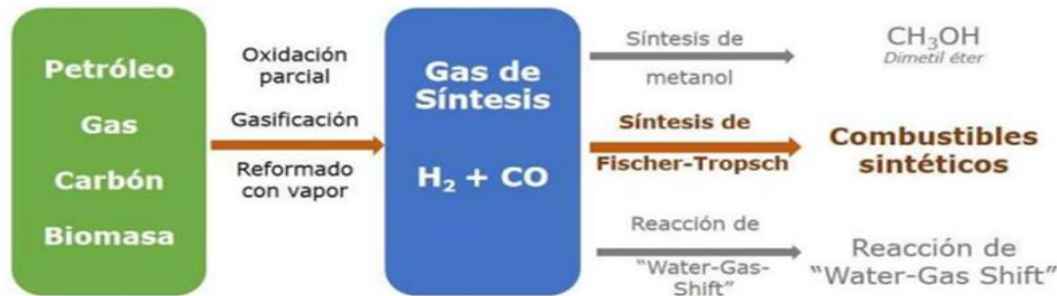 Petróleo
Gas
Carbón
Biomasa
Oxidación
parcial
Gasificación
Reformado
con vapor
Gas de
Síntesis
H₂ + CO
Síntesis de
metanol
CH₃OH
Dimetil éter
Síntesis de
Fischer-Tropsch
Combustibles
sintéticos
Reacción de
“Water-Gas-
Shift”
Reacción de
“Water-Gas Shift”